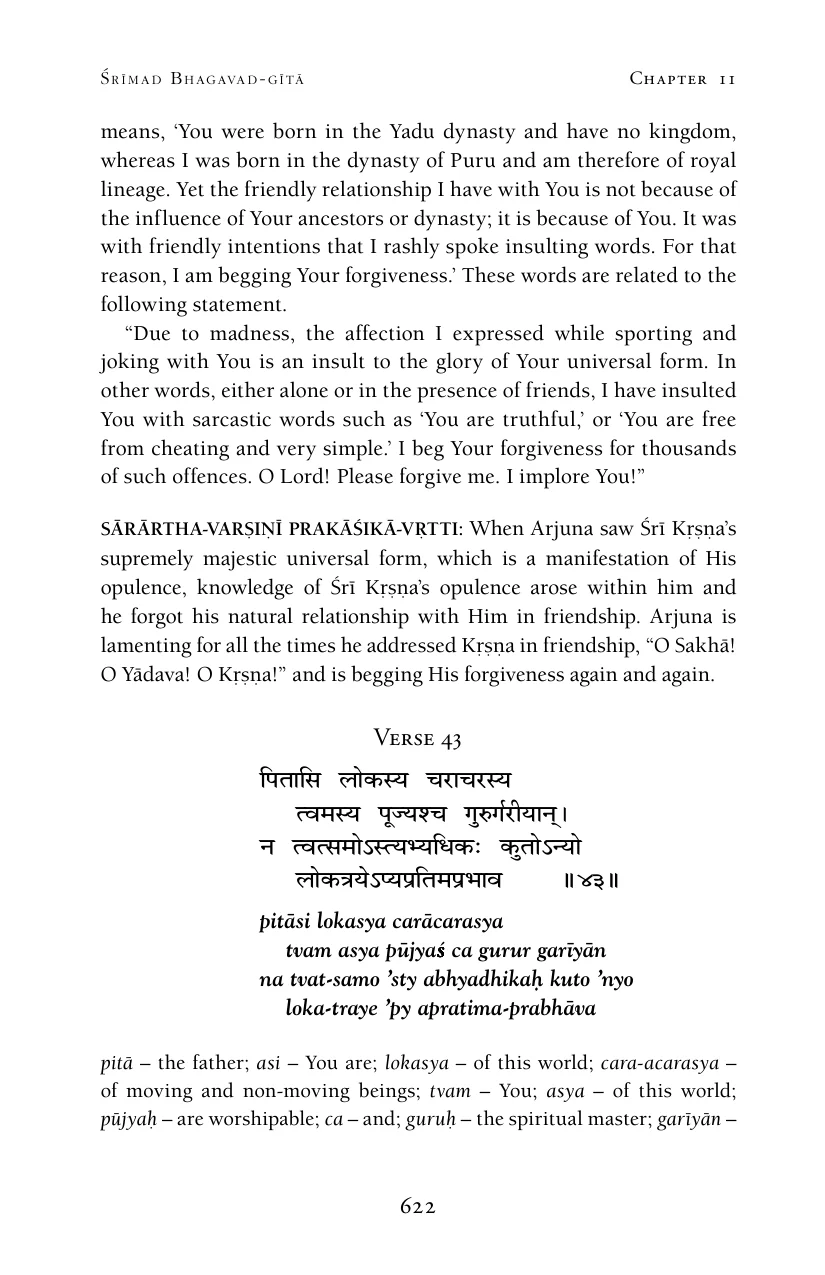 Śrīmad Bhagavad-gītā Chapter 11
means, ‘You were born in the Yadu dynasty and have no kingdom,
whereas I was born in the dynasty of Puru and am therefore of royal
lineage. Yet the friendly relationship I have with You is not because of
the influence of Your ancestors or dynasty; it is because of You. It was
with friendly intentions that I rashly spoke insulting words. For that
reason, I am begging Your forgiveness.’ These words are related to the
following statement.
“Due to madness, the affection I expressed while sporting and
joking with You is an insult to the glory of Your universal form. In
other words, either alone or in the presence of friends, I have insulted
You with sarcastic words such as ‘You are truthful,’ or ‘You are free
from cheating and very simple.’ I beg Your forgiveness for thousands
of such offences. O Lord! Please forgive me. I implore You!”
SĀRĀRTHA-VARṢIṆĪ PRAKĀŚIKĀ-VṚTTI: When Arjuna saw Śrī Kṛṣṇa’s
supremely majestic universal form, which is a manifestation of His
opulence, knowledge of Śrī Kṛṣṇa’s opulence arose within him and
he forgot his natural relationship with Him in friendship. Arjuna is
lamenting for all the times he addressed Kṛṣṇa in friendship, “O Sakhā!
O Yādava! O Kṛṣṇa!” and is begging His forgiveness again and again.
Verse 43
पितासि लोकस्य चराचरस्य
त्वमस्य पूज्यश्च गुरुर्गरीयान्।
न त्वत्समोऽस्त्यभ्यधिकः कुतोऽन्यो
लोकत्रयेऽप्यप्रतिमप्रभाव ॥४३॥
pitāsi lokasya carācarasya
tvam asya pūjyaś ca gurur garīyān
na tvat-samo ’sty abhyadhikaḥ kuto ’nyo
loka-traye ’py apratima-prabhāva
pitā – the father; asi – You are; lokasya – of this world; cara-acarasya –
of moving and non-moving beings; tvam – You; asya – of this world;
pūjyaḥ – are worshipable; ca – and; guruḥ – the spiritual master; garīyān –
622